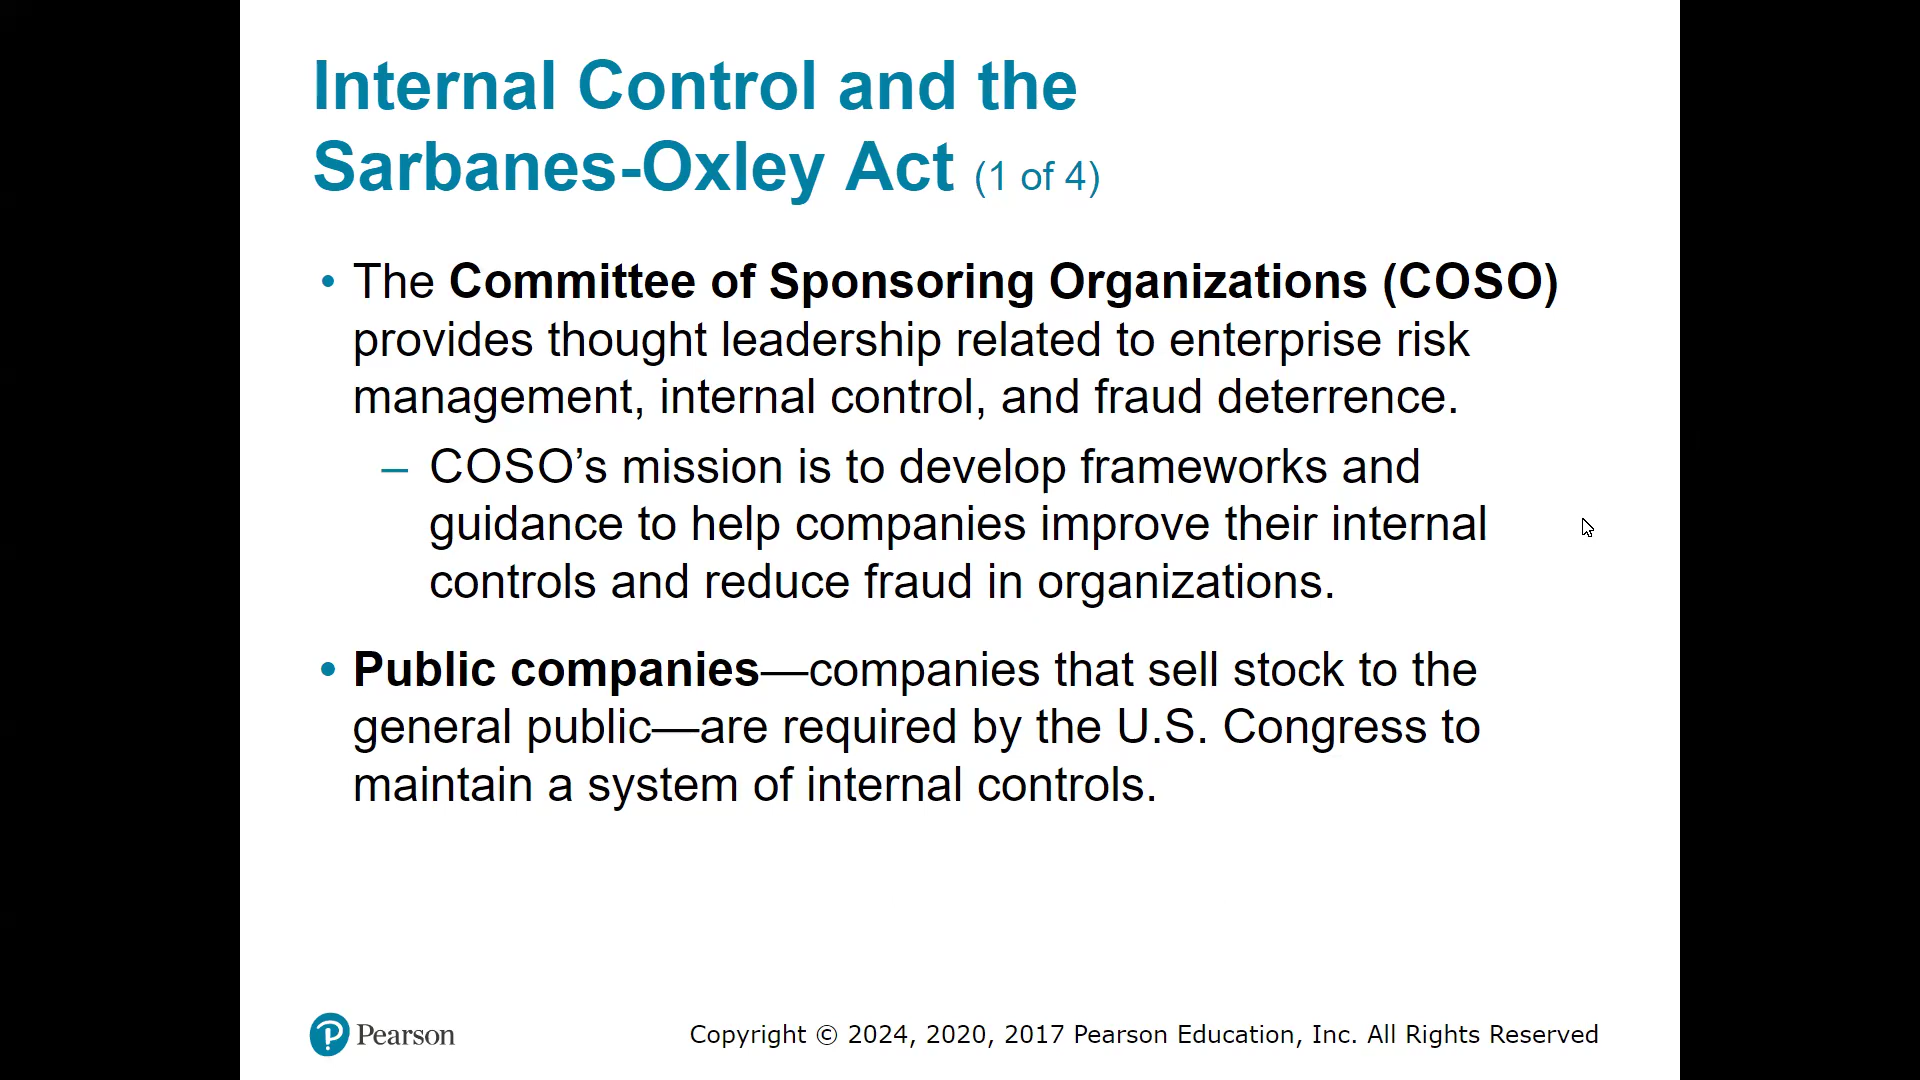 Internal Control and the
Sarbanes-Oxley Act (1 of 4)
• The Committee of Sponsoring Organizations (COSO)
provides thought leadership related to enterprise risk
management, internal control, and fraud deterrence.
– COSO’s mission is to develop frameworks and
guidance to help companies improve their internal
controls and reduce fraud in organizations.
• Public companies—companies that sell stock to the
general public—are required by the U.S. Congress to
maintain a system of internal controls.
Pearson
Copyright © 2024, 2020, 2017 Pearson Education, Inc. All Rights Reserved